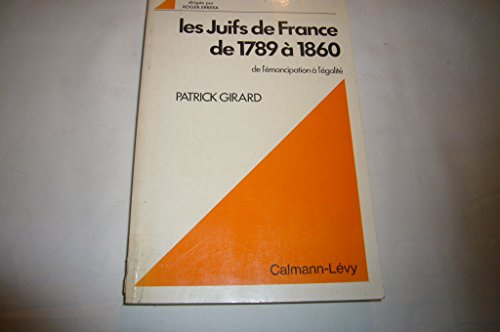 dirigée par
ROGER ERRERA
les Juifs de France
de 1789 à 1860
de l'émancipation à l'égalité
PATRICK GIRARD
Calmann-Lévy